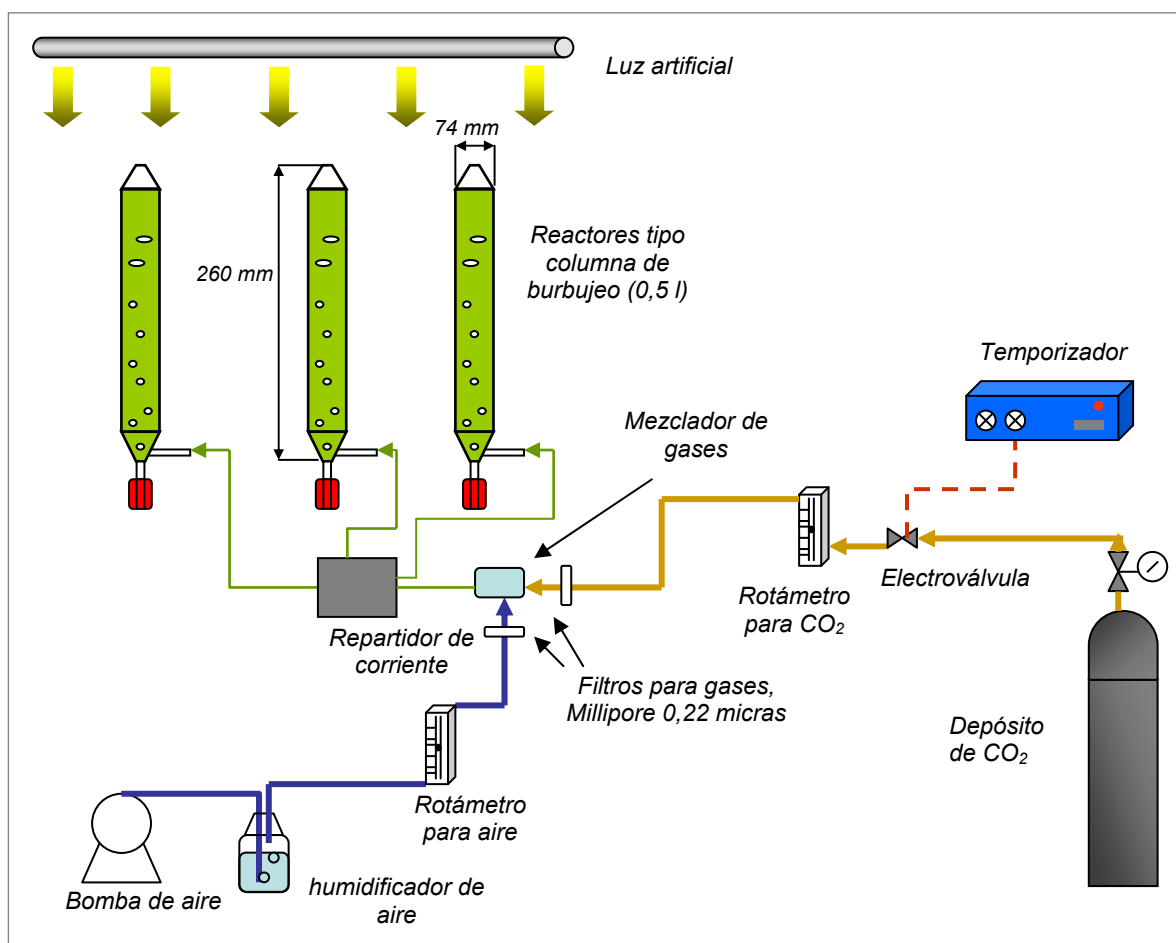 Luz artificial
74 mm
Reactores tipo
columna de
burbujeo (0,5 l)
260 mm
Temporizador
Mezclador de
gases
Electroválvula
Rotámetro
para CO₂
Repartidor de
corriente
Filtros para gases,
Millipore 0,22 micras
Depósito
de CO₂
Rotámetro
para aire
Bomba de aire
humidificador de
aire